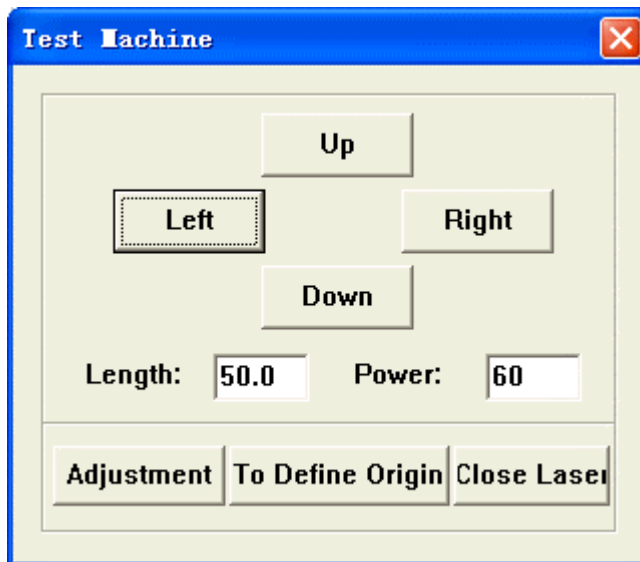 Test Machine
Up
Left Right
Down
Length: 50.0 Power: 60
Adjustment To Define Origin Close Laser